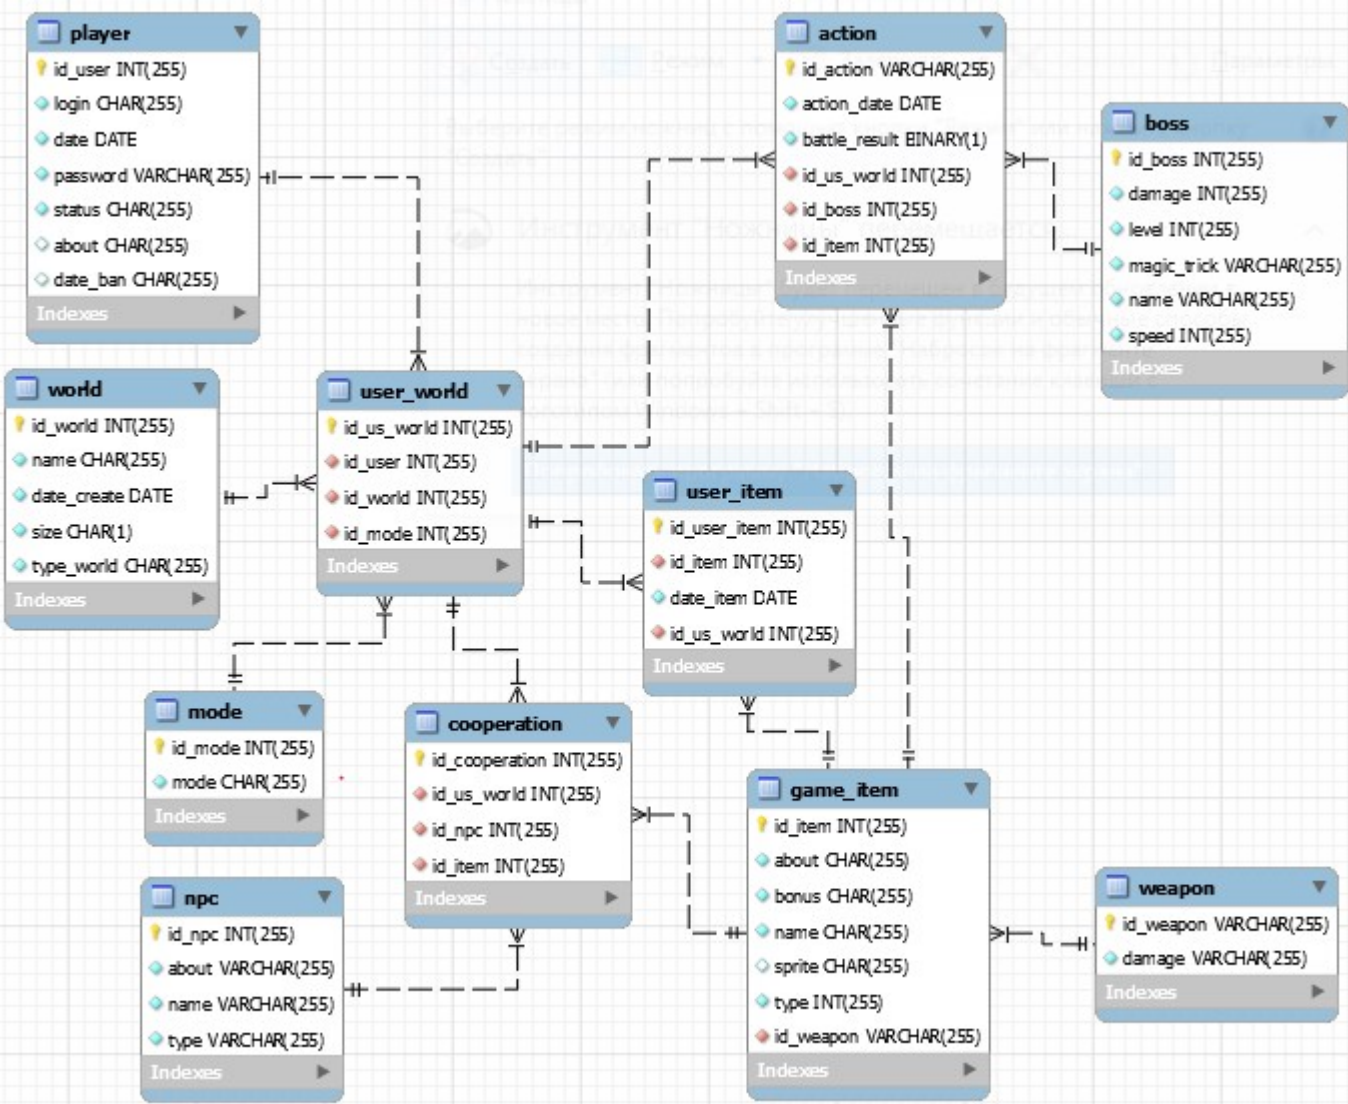 player
id_user INT(255)
login CHAR(255)
date DATE
password VARCHAR(255)
status CHAR(255)
about CHAR(255)
date_ban CHAR(255)
Indexes
action
id_action VARCHAR(255)
action_date DATE
battle_result BINARY(1)
id_us_world INT(255)
id_boss INT(255)
id_item INT(255)
Indexes
boss
id_boss INT(255)
damage INT(255)
level INT(255)
magic_trick VARCHAR(255)
name VARCHAR(255)
speed INT(255)
Indexes
world
id_world INT(255)
name CHAR(255)
date_create DATE
size CHAR(1)
type_world CHAR(255)
Indexes
user_world
id_us_world INT(255)
id_user INT(255)
id_world INT(255)
id_mode INT(255)
Indexes
user_item
id_user_item INT(255)
id_item INT(255)
date_item DATE
id_us_world INT(255)
Indexes
mode
id_mode INT(255)
mode CHAR(255)
Indexes
cooperation
id_cooperation INT(255)
id_us_world INT(255)
id_npc INT(255)
id_item INT(255)
Indexes
game_item
id_item INT(255)
about CHAR(255)
bonus CHAR(255)
name CHAR(255)
sprite CHAR(255)
type INT(255)
id_weapon VARCHAR(255)
Indexes
npc
id_npc INT(255)
about VARCHAR(255)
name VARCHAR(255)
type VARCHAR(255)
Indexes
weapon
id_weapon VARCHAR(255)
damage VARCHAR(255)
Indexes